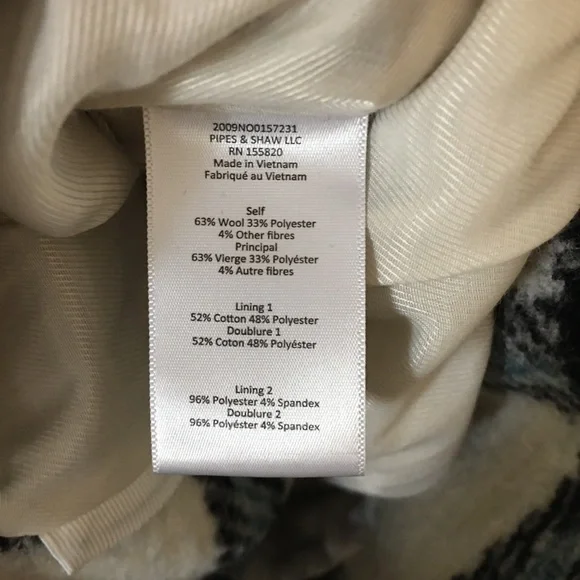 2009NO0157231
PIPES & SHAW LLC
RN 155820
Made in Vietnam
Fabriqué au Vietnam
Self
63% Wool 33% Polyester
4% Other fibres
Principal
63% Vierge 33% Polyéster
4% Autre fibres
Lining 1
52% Cotton 48% Polyester
Doublure 1
52% Coton 48% Polyéster
Lining 2
96% Polyester 4% Spandex
Doublure 2
96% Polyéster 4% Spandex